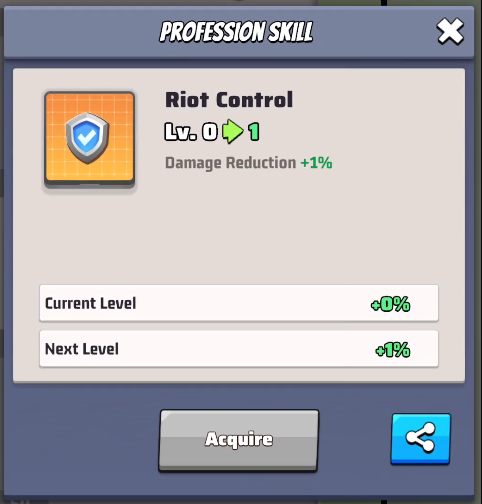 PROFESSION SKILL
Riot Control
Lv. 0 1
Damage Reduction +1%
Current Level +0%
Next Level +1%
Acquire